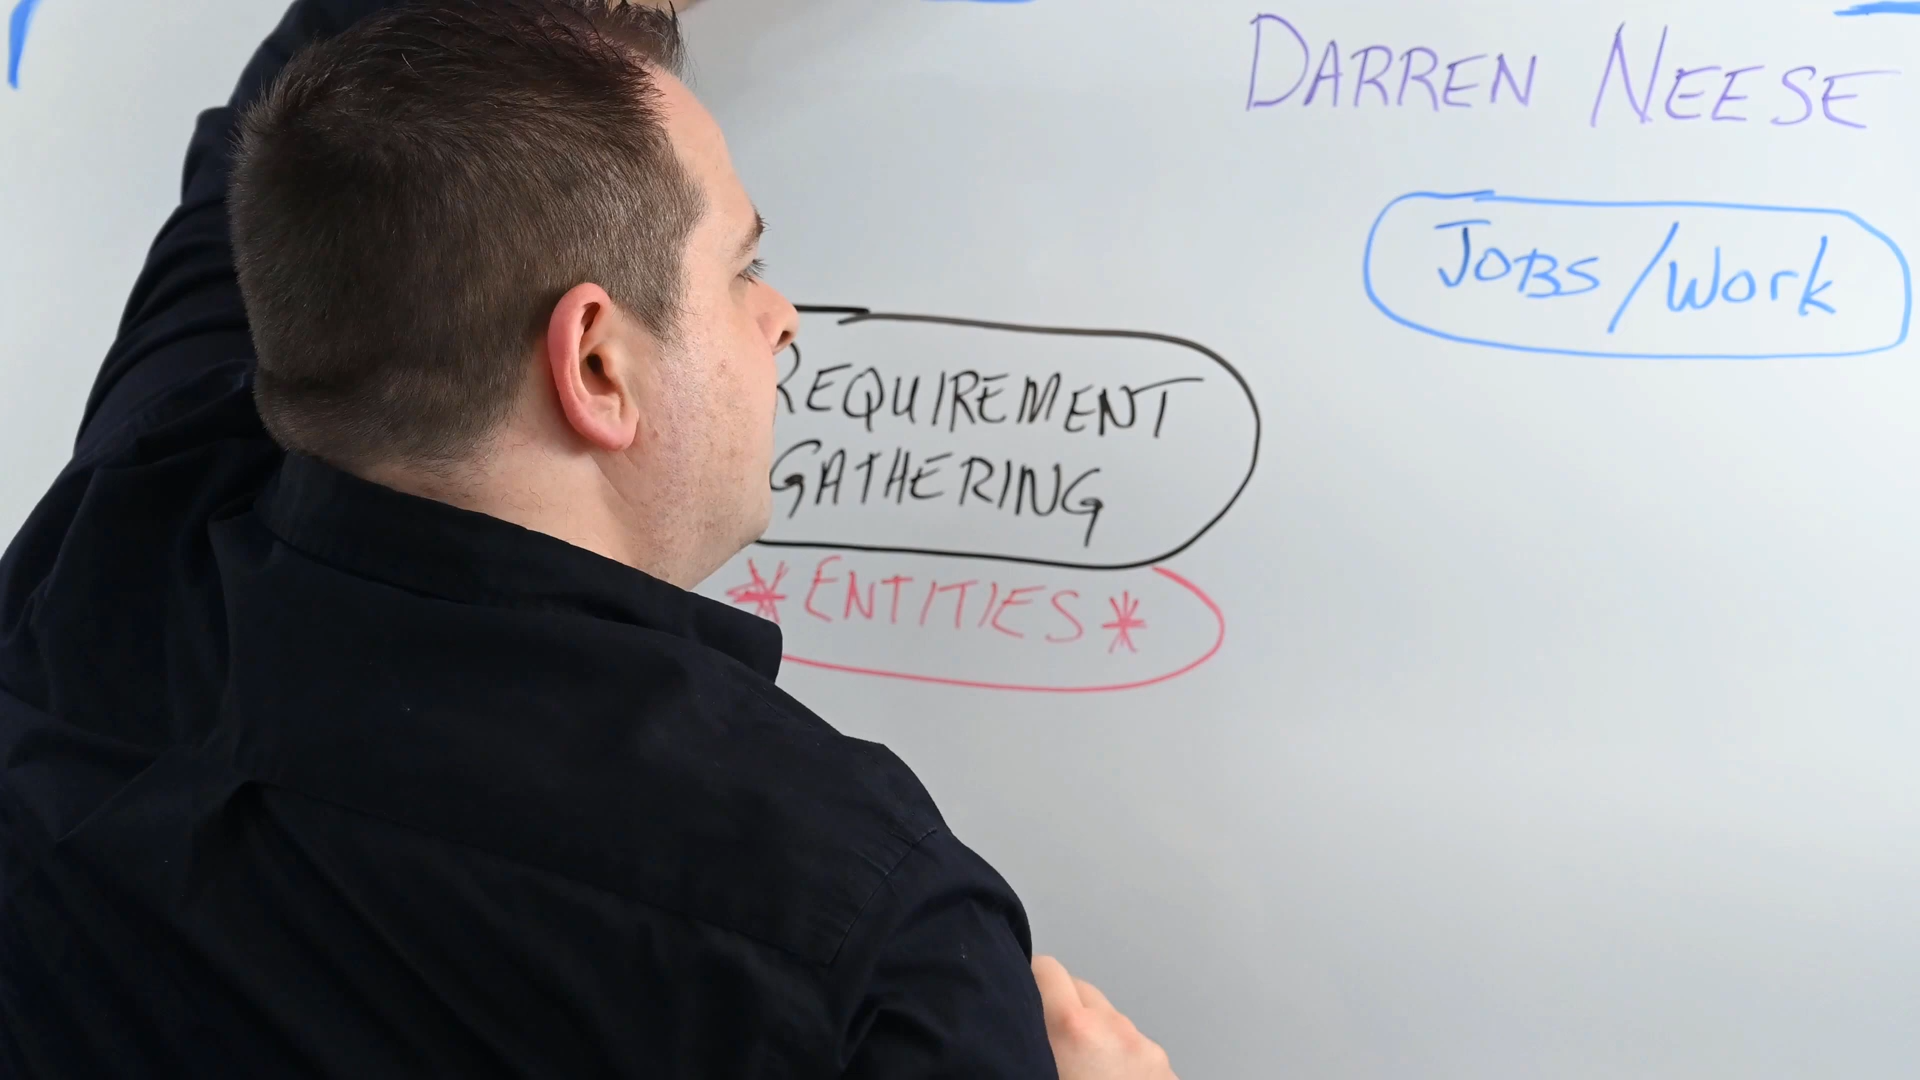 DARREN NEESE
JOBS/Work
REQUIREMENT
GATHERING
*ENTITIES*